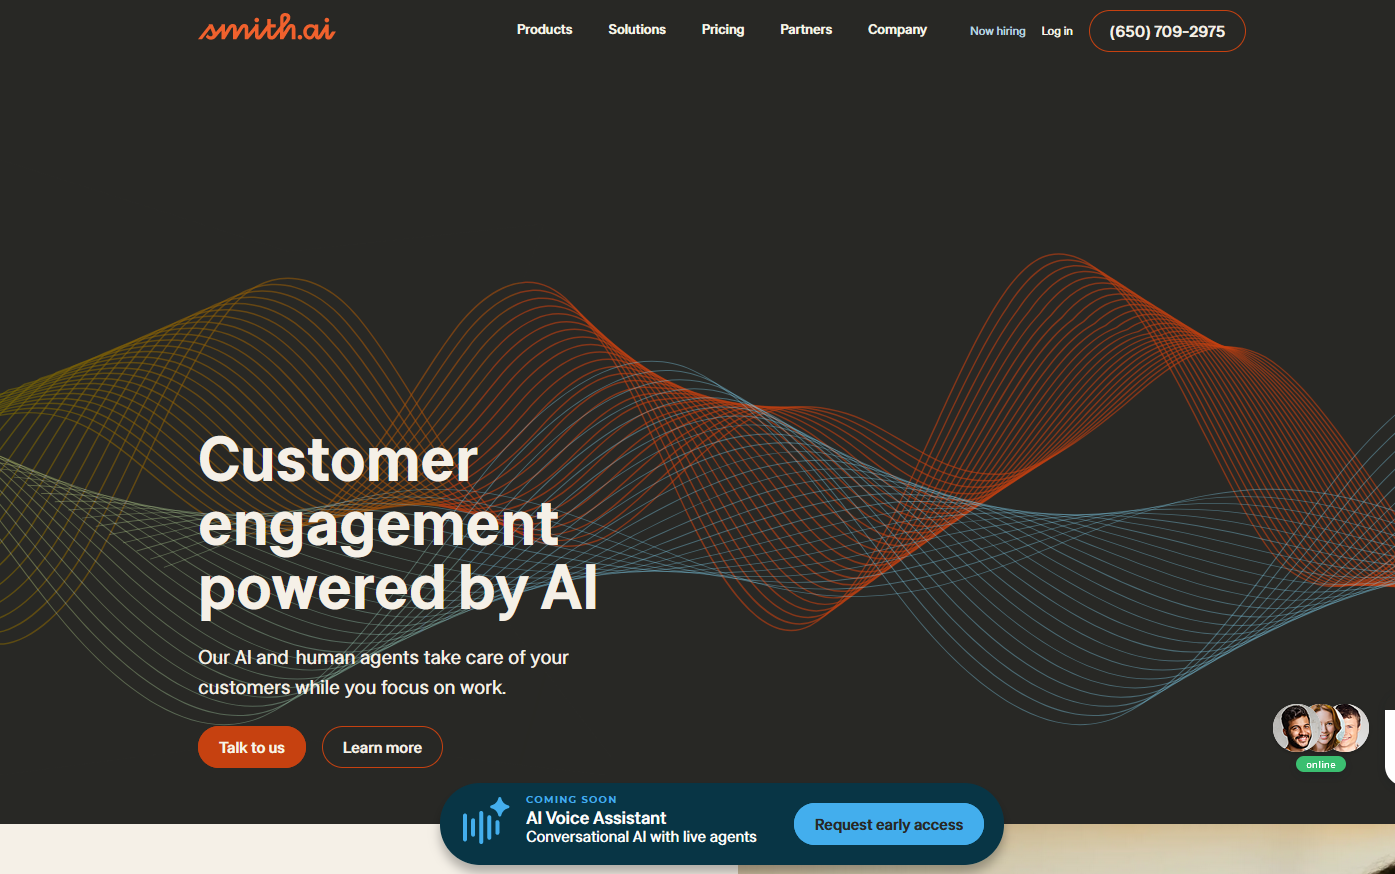 smith.ai
Products Solutions Pricing Partners Company Now hiring Log in (650) 709-2975
Customer
engagement
powered by AI
Our AI and human agents take care of your
customers while you focus on work.
Talk to us Learn more
online
COMING SOON
AI Voice Assistant
Conversational AI with live agents
Request early access